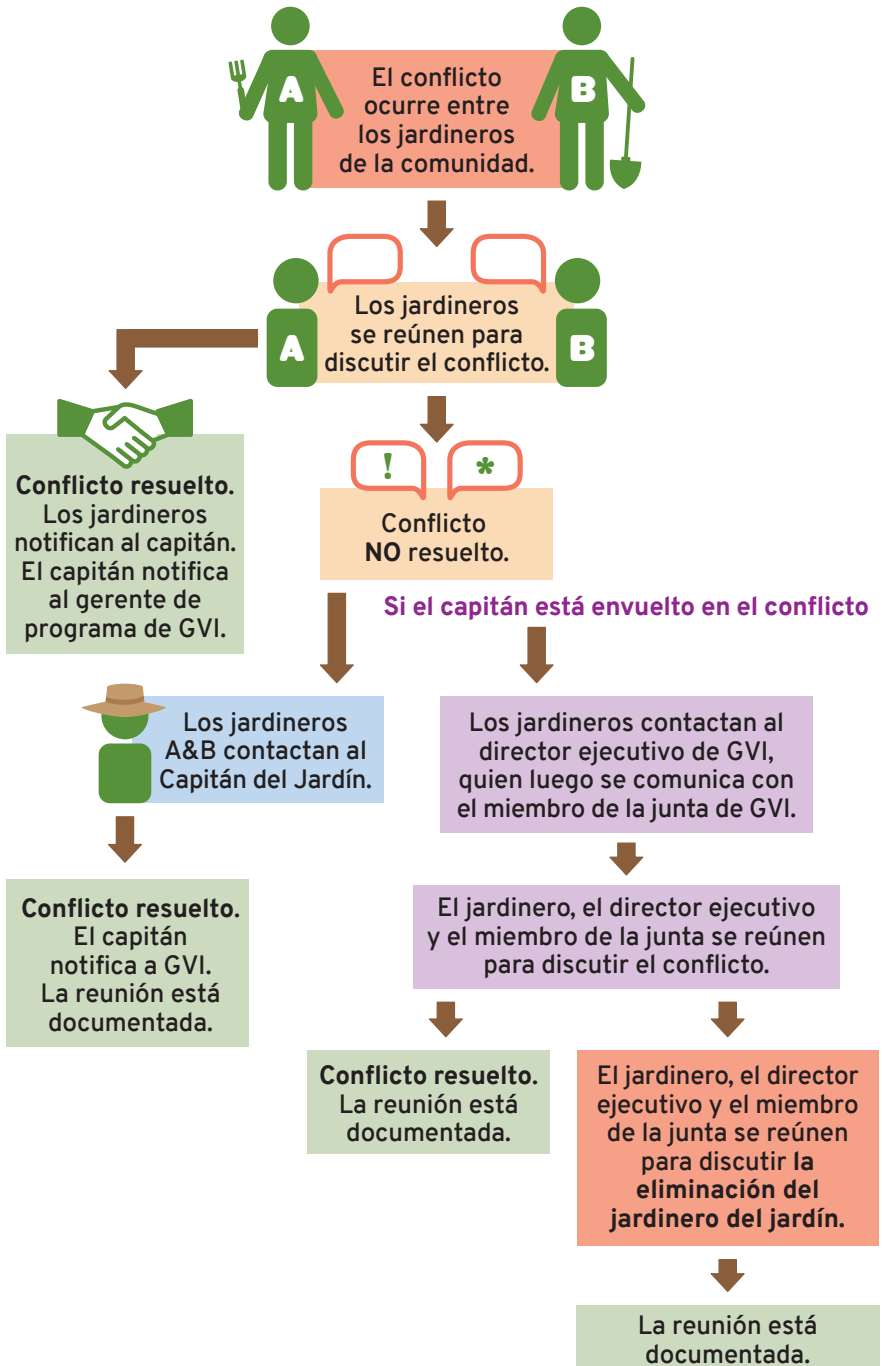 A
B
El conflicto
ocurre entre
los jardineros
de la comunidad.
A
B
Los jardineros
se reúnen para
discutir el conflicto.
Conflicto resuelto.
Los jardineros
notifican al capitán.
El capitán notifica
al gerente de
programa de GVI.
!
*
Conflicto
NO resuelto.
Si el capitán está envuelto en el conflicto
Los jardineros
A&B contactan al
Capitán del Jardín.
Los jardineros contactan al
director ejecutivo de GVI,
quien luego se comunica con
el miembro de la junta de GVI.
Conflicto resuelto.
El capitán
notifica a GVI.
La reunión está
documentada.
El jardinero, el director ejecutivo
y el miembro de la junta se reúnen
para discutir el conflicto.
Conflicto resuelto.
La reunión está
documentada.
El jardinero, el director
ejecutivo y el miembro
de la junta se reúnen
para discutir la
eliminación del
jardinero del jardín.
La reunión está
documentada.